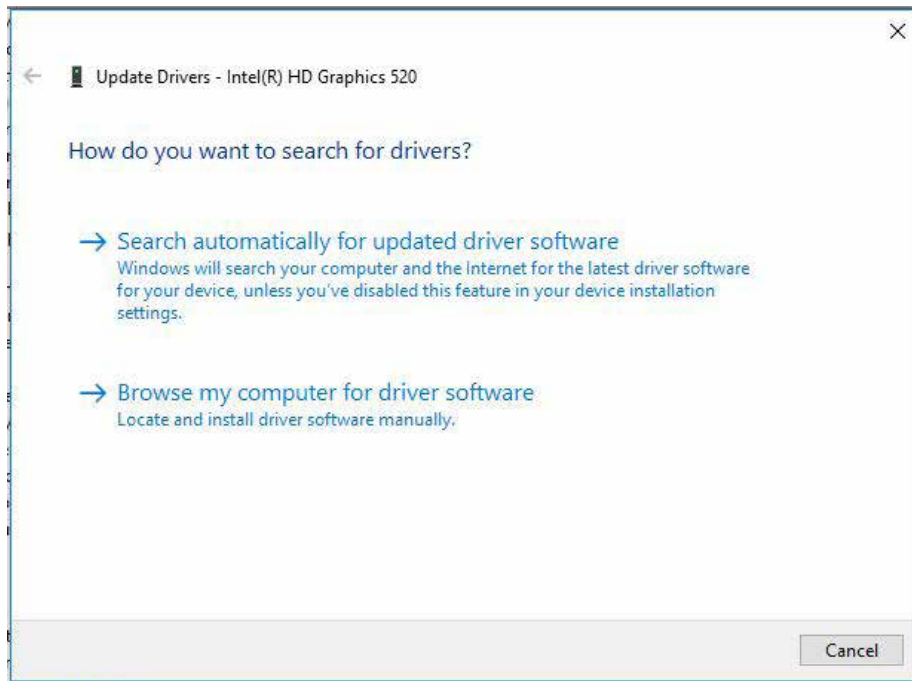 Update Drivers - Intel(R) HD Graphics 520
How do you want to search for drivers?
Search automatically for updated driver software
Windows will search your computer and the Internet for the latest driver software
for your device, unless you've disabled this feature in your device installation
settings.
Browse my computer for driver software
Locate and install driver software manually.
Cancel